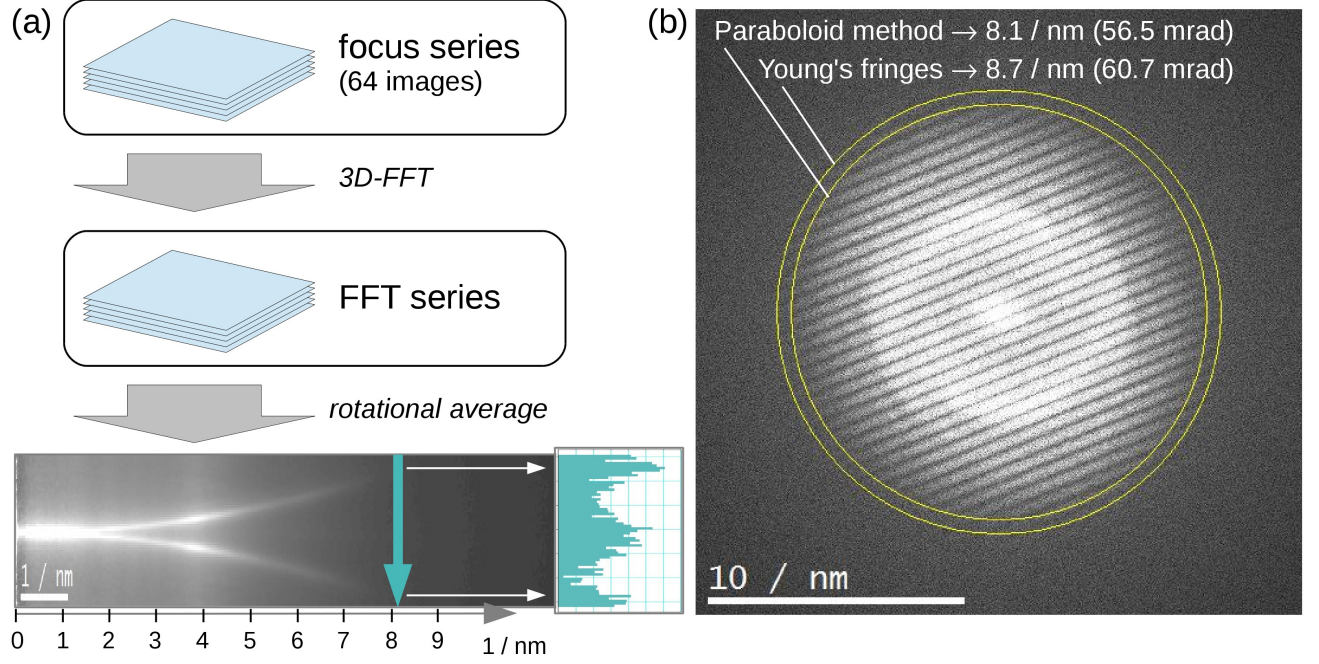 (a)
focus series
(64 images)
3D-FFT
FFT series
rotational average
1 / nm
0 1 2 3 4 5 6 7 8 9 1 / nm
(b)
Paraboloid method → 8.1 / nm (56.5 mrad)
Young's fringes → 8.7 / nm (60.7 mrad)
10 / nm